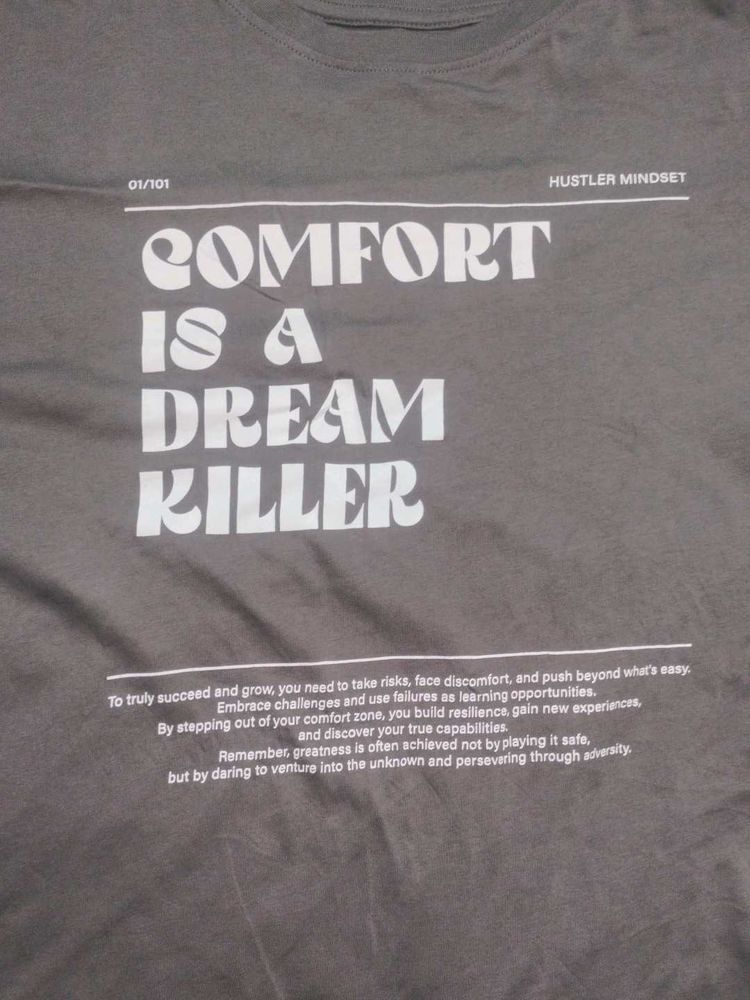 01/101
HUSTLER MINDSET
COMFORT
IS A
DREAM
KILLER
To truly succeed and grow, you need to take risks, face discomfort, and push beyond what's easy.
Embrace challenges and use failures as learning opportunities.
By stepping out of your comfort zone, you build resilience, gain new experiences,
and discover your true capabilities.
Remember, greatness is often achieved not by playing it safe,
but by daring to venture into the unknown and persevering through adversity.